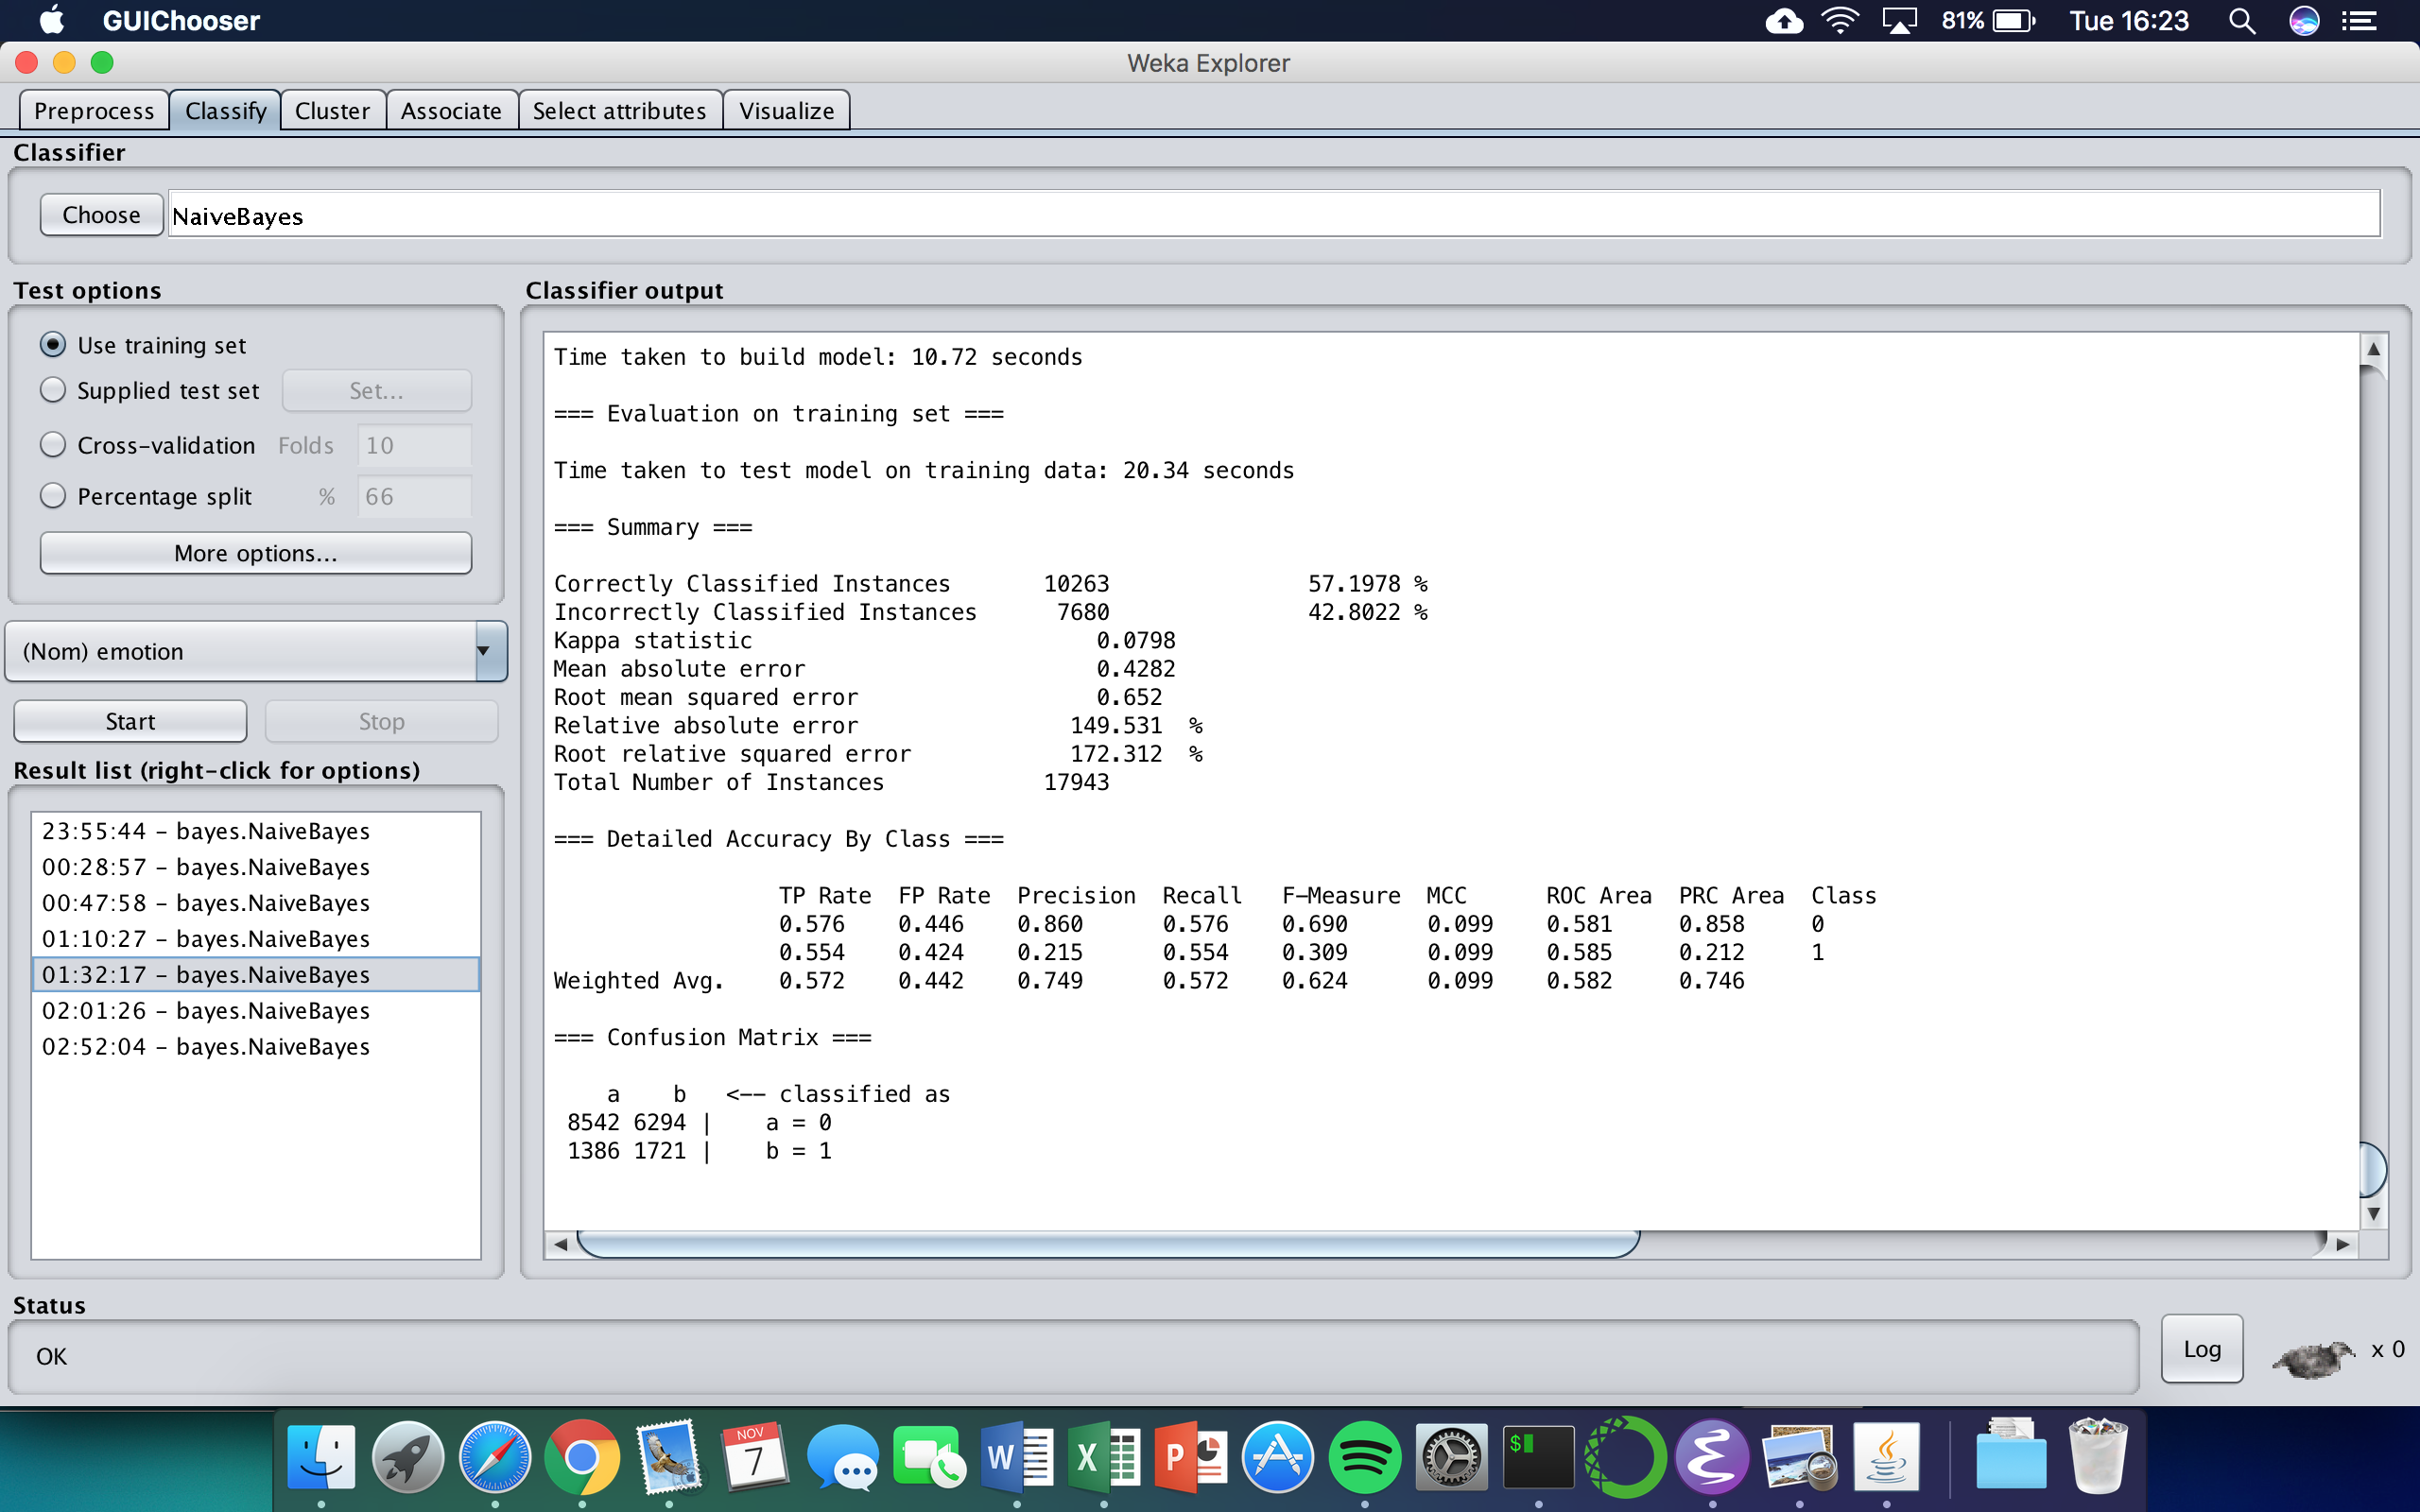 GUIChooser 81% Tue 16:23
Weka Explorer
Preprocess Classify Cluster Associate Select attributes Visualize
Classifier
Choose NaiveBayes
Test options
Use training set
Supplied test set Set...
Cross-validation Folds 10
Percentage split % 66
More options...
(Nom) emotion
Start Stop
Result list (right-click for options)
23:55:44 - bayes.NaiveBayes
00:28:57 - bayes.NaiveBayes
00:47:58 - bayes.NaiveBayes
01:10:27 - bayes.NaiveBayes
01:32:17 - bayes.NaiveBayes
02:01:26 - bayes.NaiveBayes
02:52:04 - bayes.NaiveBayes
Classifier output
Time taken to build model: 10.72 seconds
=== Evaluation on training set ===
Time taken to test model on training data: 20.34 seconds
=== Summary ===
Correctly Classified Instances 10263 57.1978 %
Incorrectly Classified Instances 7680 42.8022 %
Kappa statistic 0.0798
Mean absolute error 0.4282
Root mean squared error 0.652
Relative absolute error 149.531 %
Root relative squared error 172.312 %
Total Number of Instances 17943
=== Detailed Accuracy By Class ===
TP Rate FP Rate Precision Recall F-Measure MCC ROC Area PRC Area Class
0.576 0.446 0.860 0.576 0.690 0.099 0.581 0.858 0
0.554 0.424 0.215 0.554 0.309 0.099 0.585 0.212 1
Weighted Avg. 0.572 0.442 0.749 0.572 0.624 0.099 0.582 0.746
=== Confusion Matrix ===
a b <-- classified as
8542 6294 | a = 0
1386 1721 | b = 1
Status
OK
Log x 0
NOV
7
W X P $